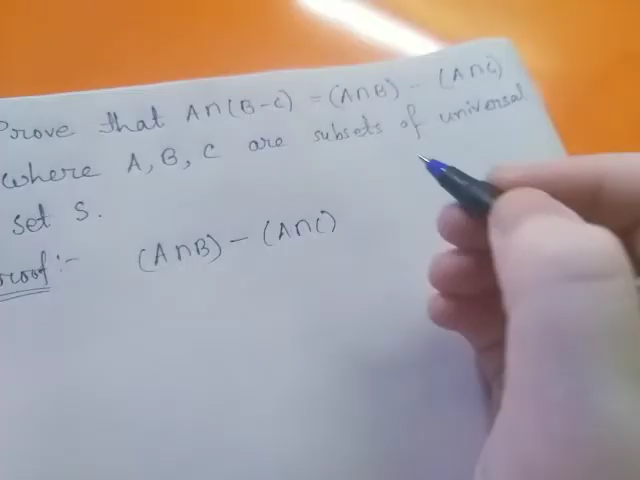 Prove that A∩(B-C) = (A∩B) - (A∩C)
where A, B, C are subsets of universal
set S.
Proof:- (A∩B) - (A∩C)